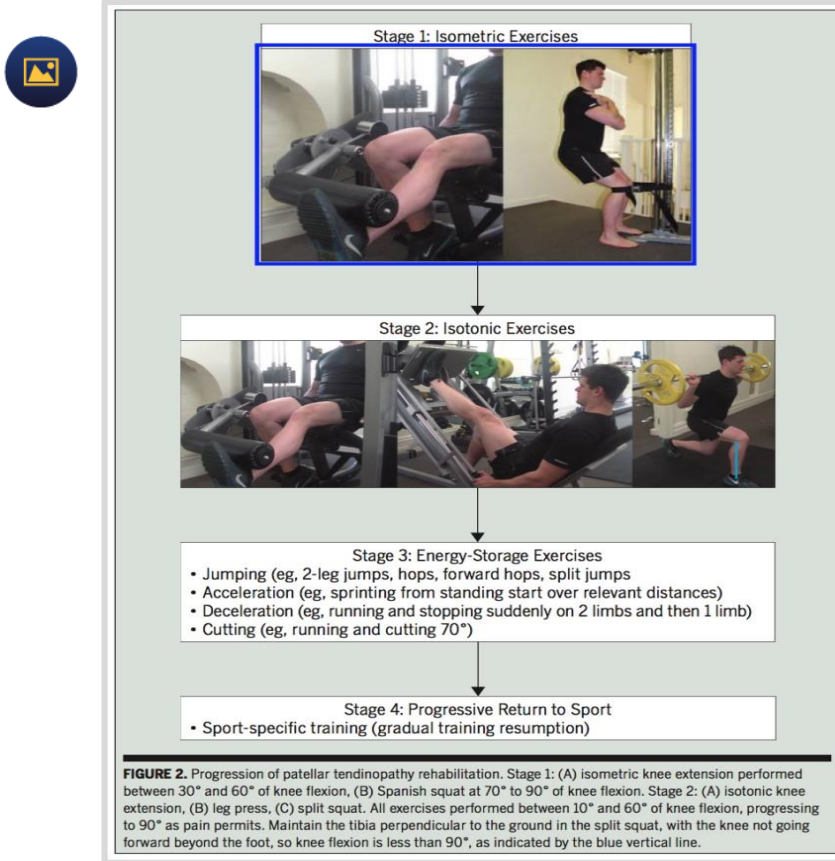 Stage 1: Isometric Exercises
Stage 2: Isotonic Exercises
Stage 3: Energy-Storage Exercises
• Jumping (eg, 2-leg jumps, hops, forward hops, split jumps
• Acceleration (eg, sprinting from standing start over relevant distances)
• Deceleration (eg, running and stopping suddenly on 2 limbs and then 1 limb)
• Cutting (eg, running and cutting 70°)
Stage 4: Progressive Return to Sport
• Sport-specific training (gradual training resumption)
FIGURE 2. Progression of patellar tendinopathy rehabilitation. Stage 1: (A) isometric knee extension performed
between 30° and 60° of knee flexion, (B) Spanish squat at 70° to 90° of knee flexion. Stage 2: (A) isotonic knee
extension, (B) leg press, (C) split squat. All exercises performed between 10° and 60° of knee flexion, progressing
to 90° as pain permits. Maintain the tibia perpendicular to the ground in the split squat, with the knee not going
forward beyond the foot, so knee flexion is less than 90°, as indicated by the blue vertical line.